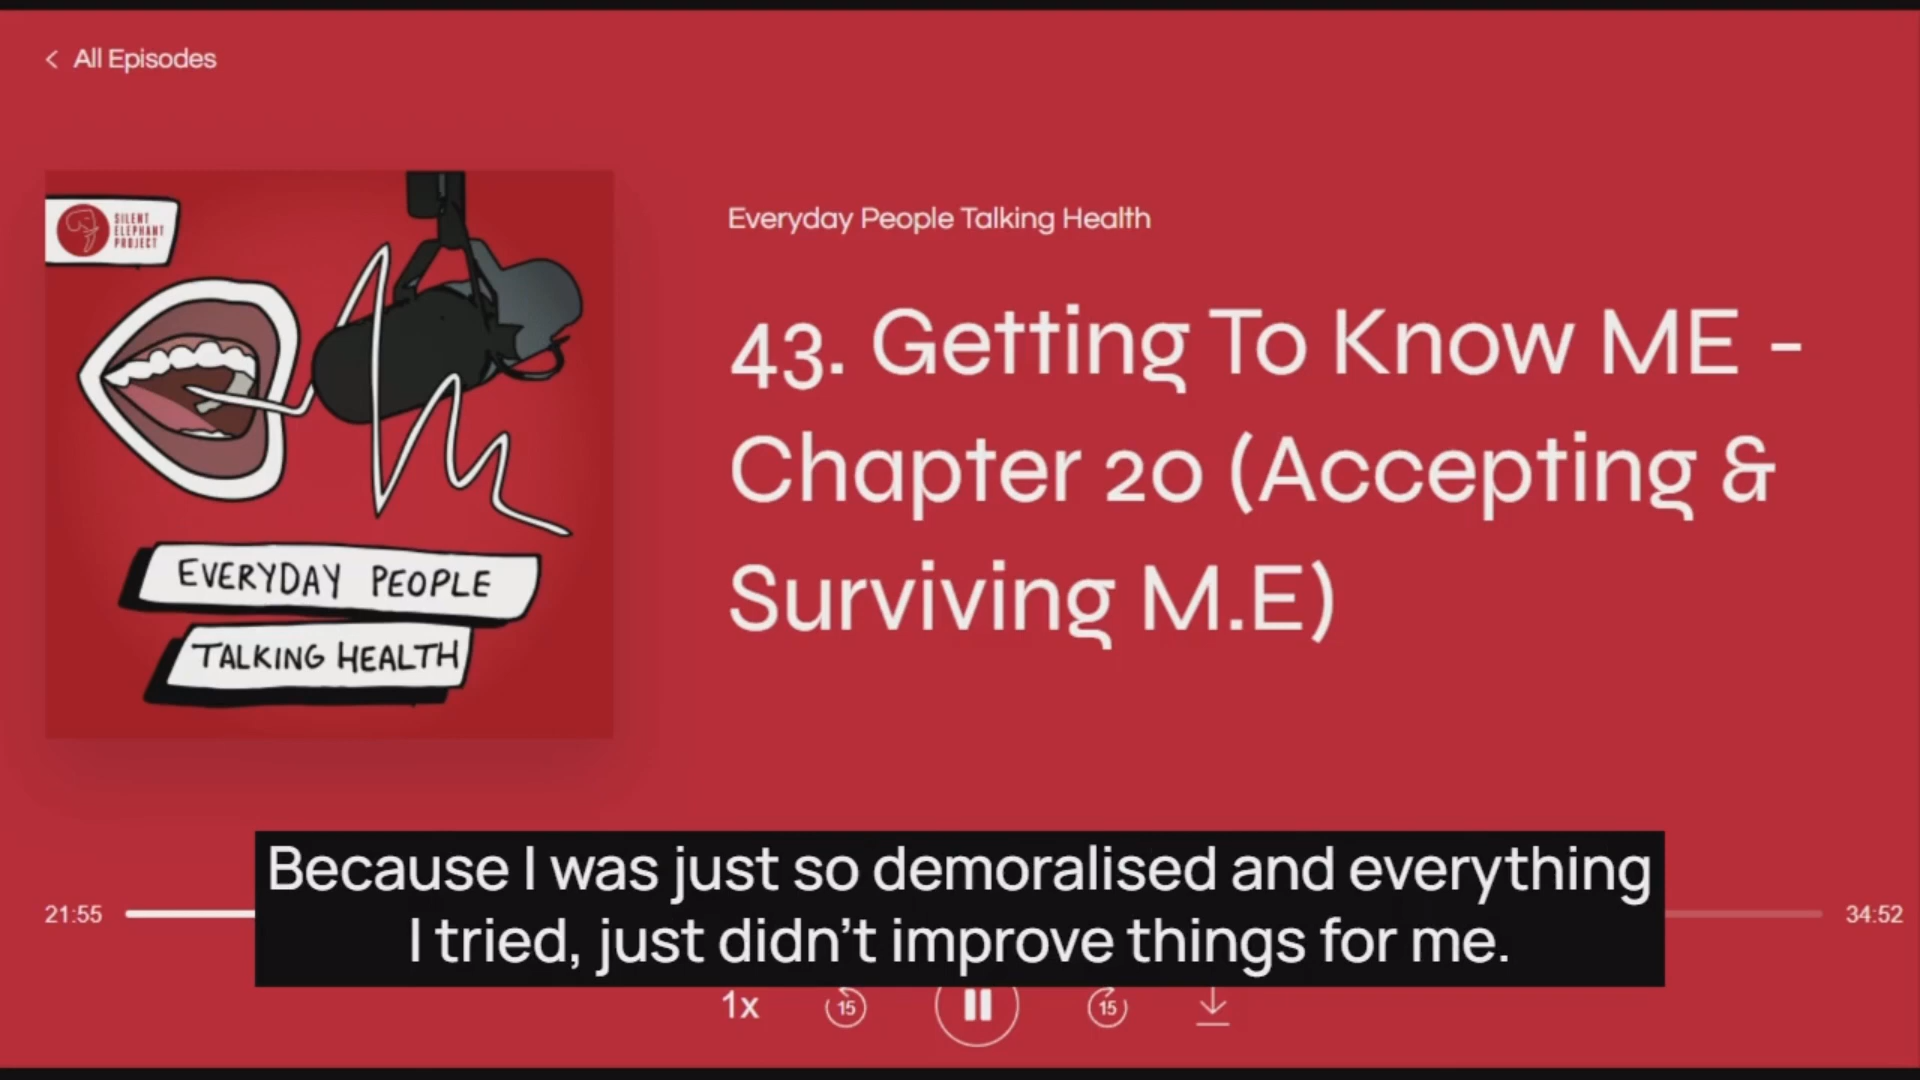 All Episodes
SILENT
ELEPHANT
PROJECT
EVERYDAY PEOPLE
TALKING HEALTH
Everyday People Talking Health
43. Getting To Know ME -
Chapter 20 (Accepting &
Surviving M.E)
Because I was just so demoralised and everything
I tried, just didn't improve things for me.
21:55
34:52
1x
15
15